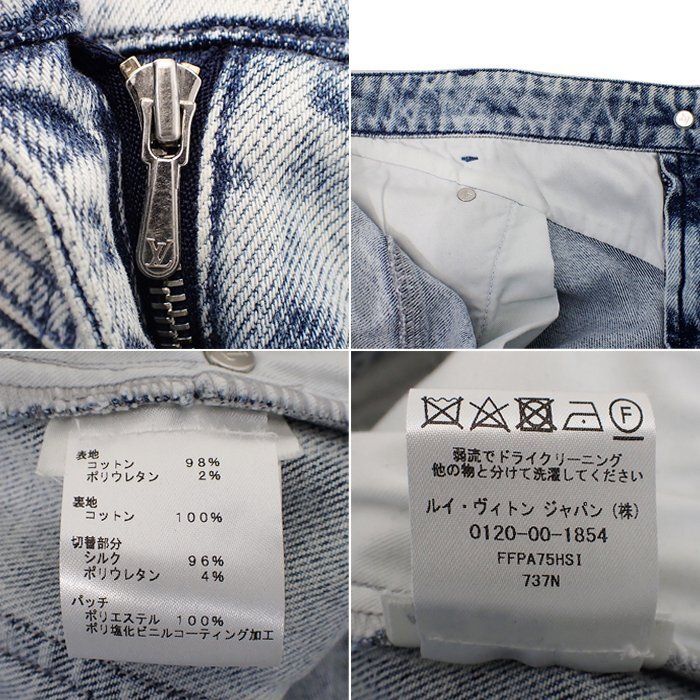 LV
表地
コットン 98%
ポリウレタン 2%
裏地
コットン 100%
切替部分
シルク 96%
ポリウレタン 4%
パッチ
ポリエステル 100%
ポリ塩化ビニルコーティング加工
F
弱流でドライクリーニング
他の物と分けて洗濯してください
ルイ・ヴィトン ジャパン (株)
0120-00-1854
FFPA75HSI
737N